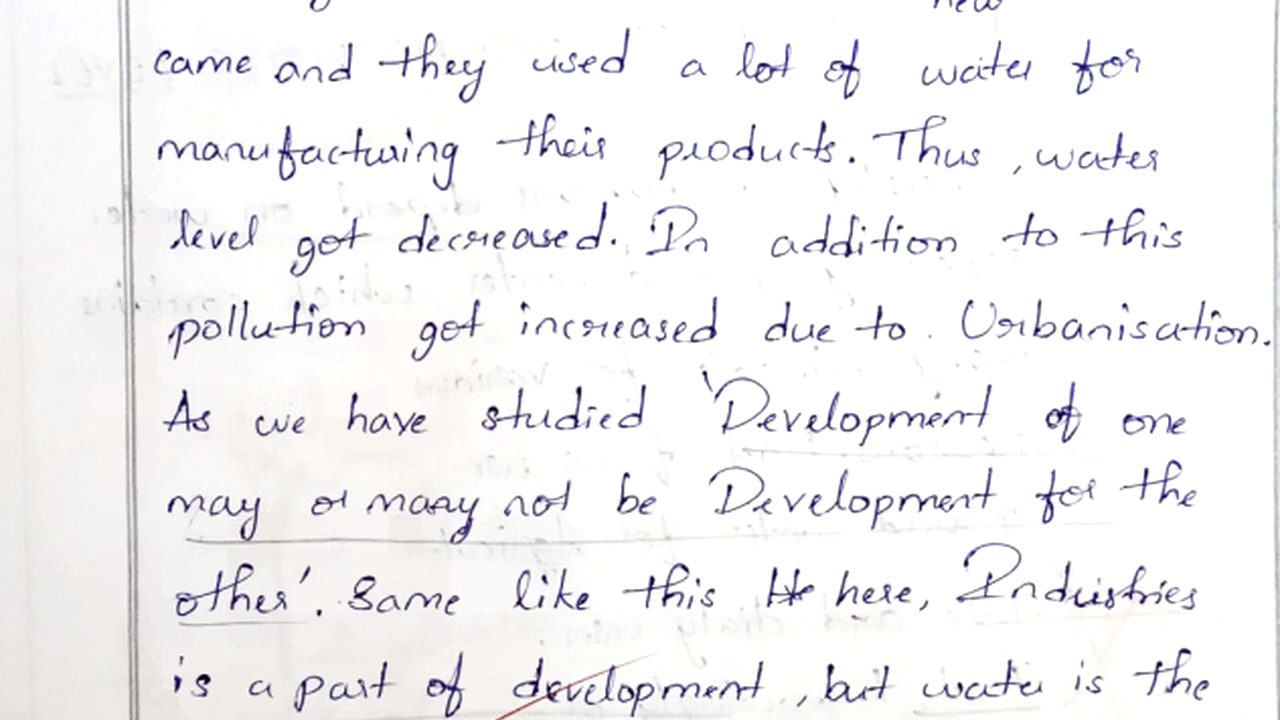 new
came and they used a lot of water for
manufacturing their products. Thus, water
level got decreased. In addition to this
pollution got increased due to Urbanisation.
As we have studied 'Development of one
may or many not be Development for the
other'. Same like this here, Industries
is a part of development, but water is the